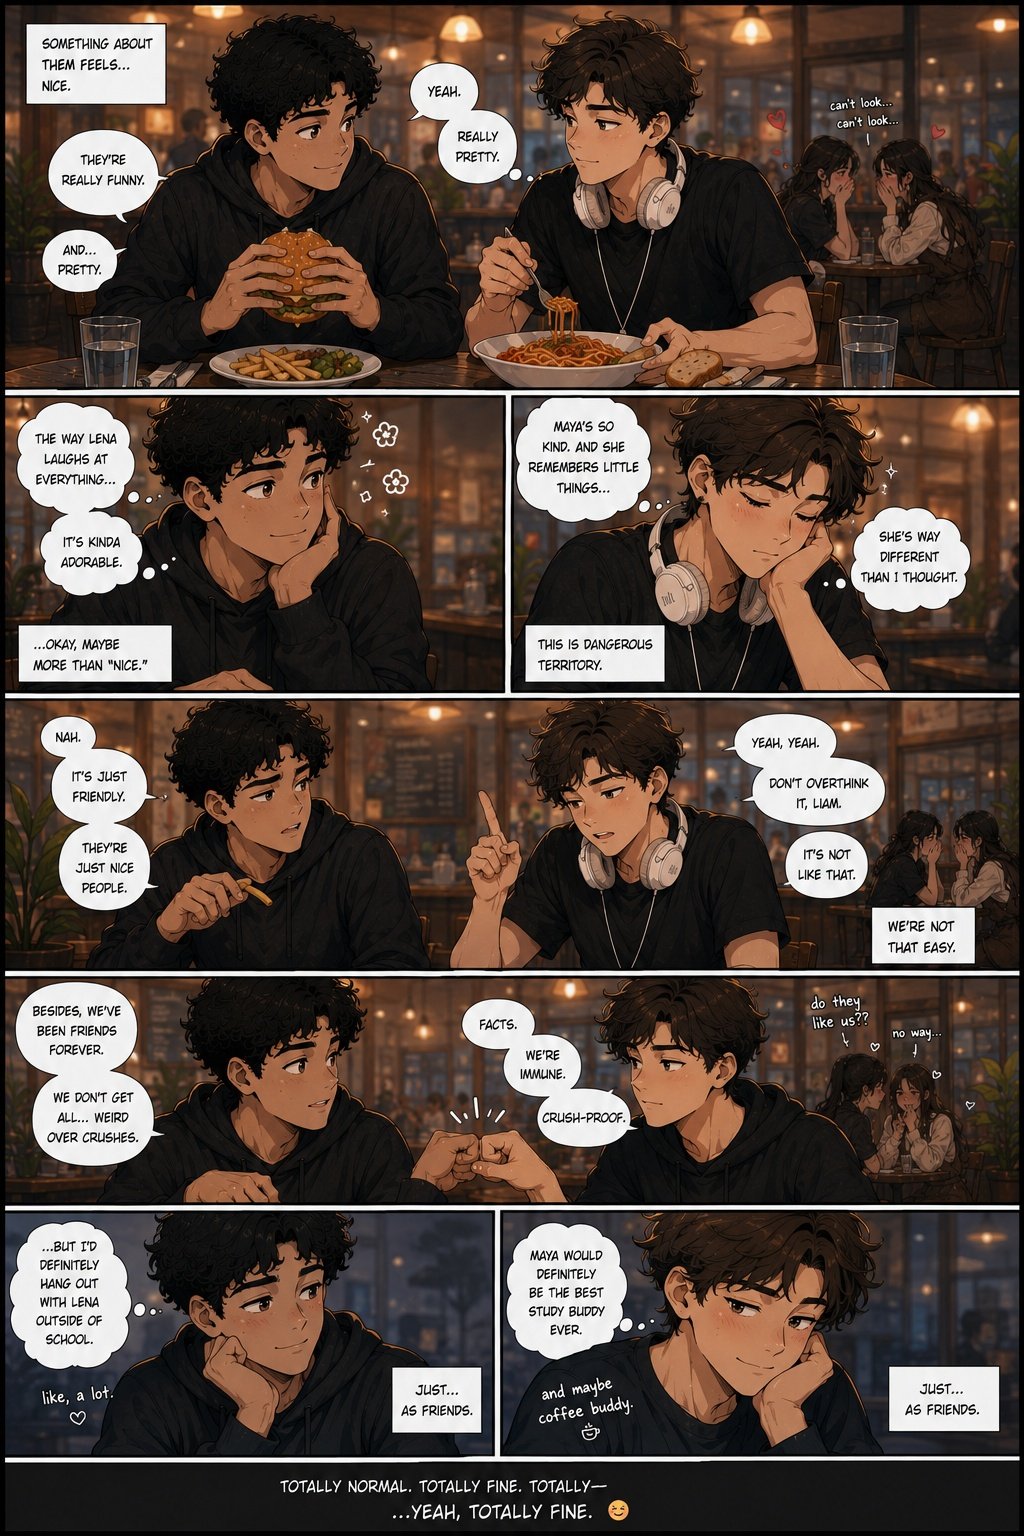 SOMETHING ABOUT
THEM FEELS...
NICE.
THEY'RE
REALLY FUNNY.
AND...
PRETTY.
YEAH.
REALLY
PRETTY.
can't look...
can't look...
THE WAY LENA
LAUGHS AT
EVERYTHING...
IT'S KINDA
ADORABLE.
...OKAY, MAYBE
MORE THAN "NICE."
MAYA'S SO
KIND. AND SHE
REMEMBERS LITTLE
THINGS...
SHE'S WAY
DIFFERENT
THAN I THOUGHT.
THIS IS DANGEROUS
TERRITORY.
NAH.
IT'S JUST
FRIENDLY.
THEY'RE
JUST NICE
PEOPLE.
YEAH, YEAH.
DON'T OVERTHINK
IT, LIAM.
IT'S NOT
LIKE THAT.
WE'RE NOT
THAT EASY.
BESIDES, WE'VE
BEEN FRIENDS
FOREVER.
WE DON'T GET
ALL... WEIRD
OVER CRUSHES.
FACTS.
WE'RE
IMMUNE.
CRUSH-PROOF.
do they
like us??
no way...
...BUT I'D
DEFINITELY
HANG OUT
WITH LENA
OUTSIDE OF
SCHOOL.
like, a lot.
JUST...
AS FRIENDS.
MAYA WOULD
DEFINITELY
BE THE BEST
STUDY BUDDY
EVER.
and maybe
coffee buddy.
JUST...
AS FRIENDS.
TOTALLY NORMAL. TOTALLY FINE. TOTALLY—
...YEAH, TOTALLY FINE. 😊